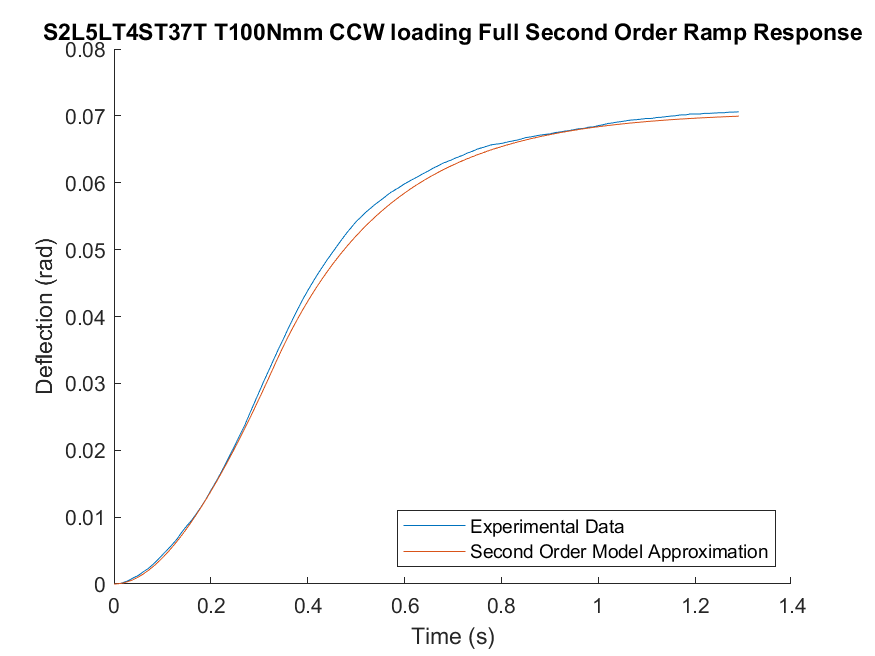 S2L5LT4ST37T T100Nmm CCW loading Full Second Order Ramp Response
0.08
0.07
0.06
0.05
0.04
0.03
0.02
0.01
0
Deflection (rad)
Experimental Data
Second Order Model Approximation
0 0.2 0.4 0.6 0.8 1 1.2 1.4
Time (s)